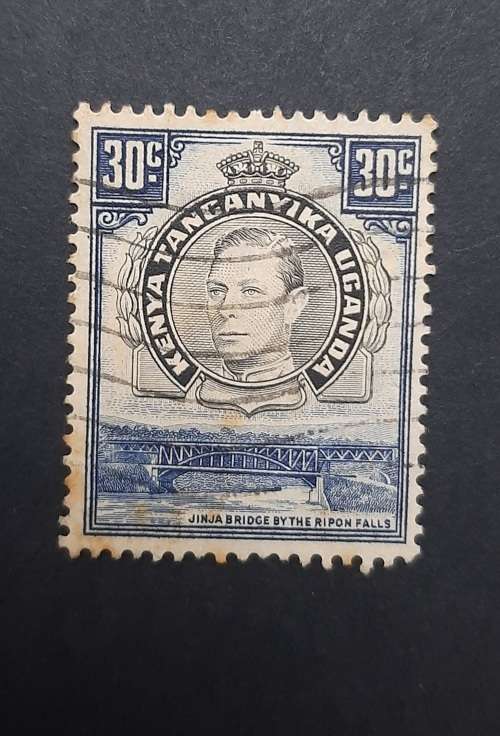 30C 30C
KENYA TANGANYIKA UGANDA
JINJA BRIDGE BY THE RIPON FALLS